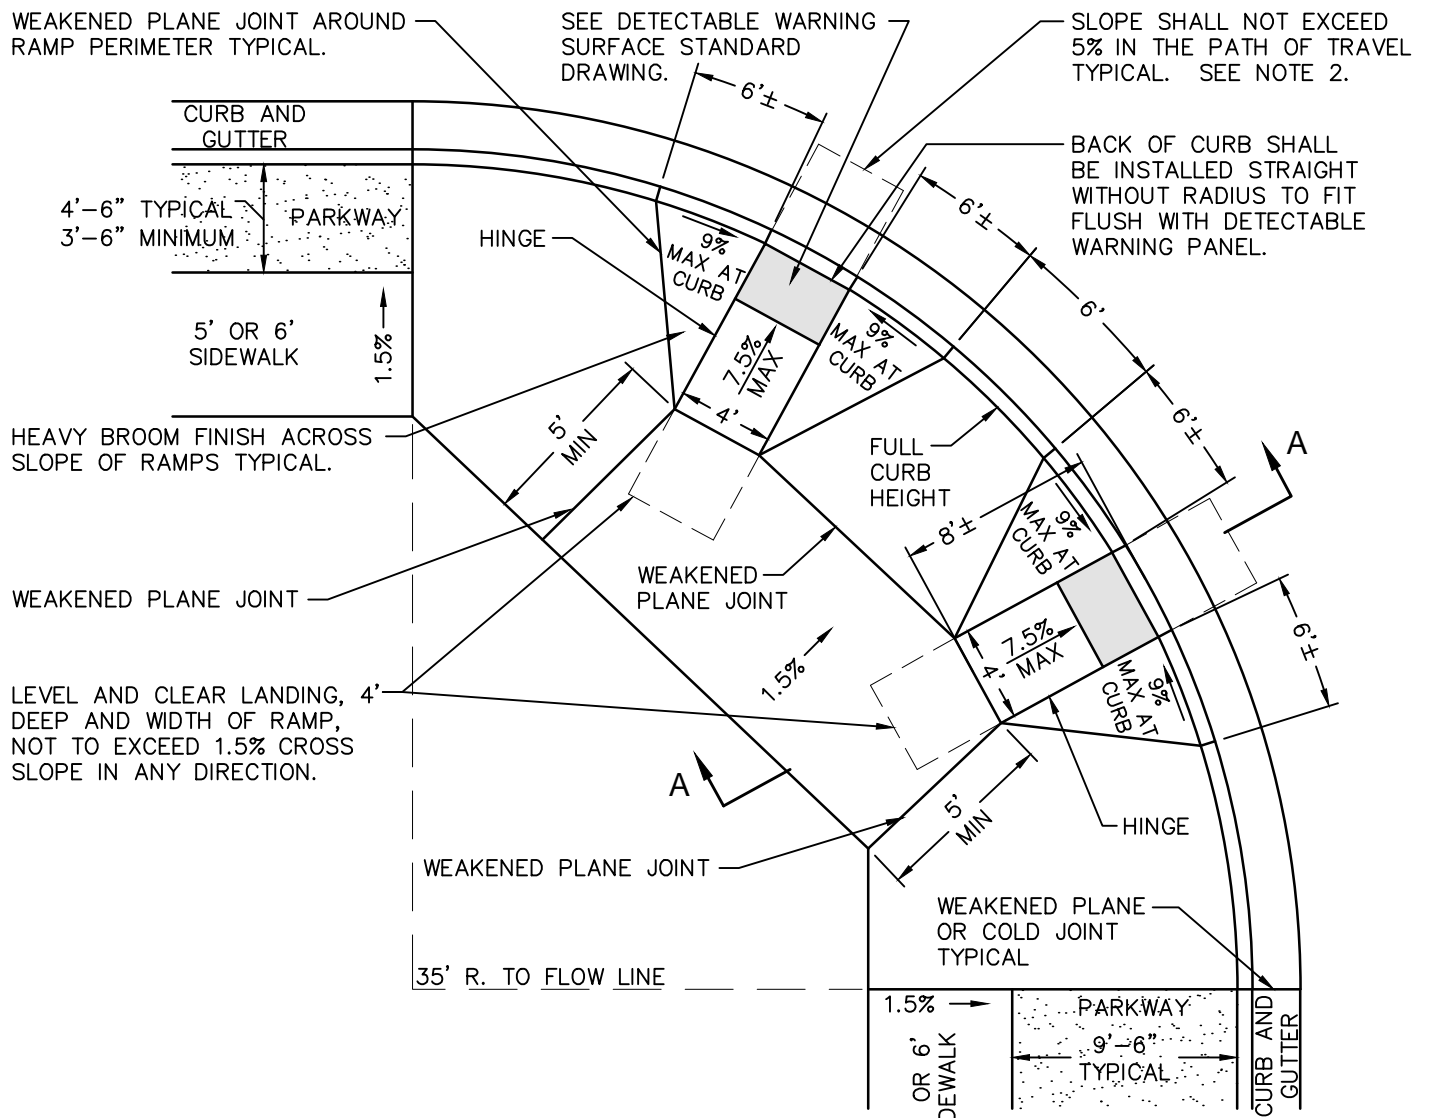 WEAKENED PLANE JOINT AROUND
RAMP PERIMETER TYPICAL.
SEE DETECTABLE WARNING
SURFACE STANDARD
DRAWING.
SLOPE SHALL NOT EXCEED
5% IN THE PATH OF TRAVEL
TYPICAL. SEE NOTE 2.
6'±
CURB AND
GUTTER
BACK OF CURB SHALL
BE INSTALLED STRAIGHT
WITHOUT RADIUS TO FIT
FLUSH WITH DETECTABLE
WARNING PANEL.
4'-6" TYPICAL
3'-6" MINIMUM
PARKWAY
HINGE
9%
MAX AT
CURB
6'±
6'
5' OR 6'
SIDEWALK
1.5%
7.5%
MAX
9%
MAX AT
CURB
4'
5'
MIN
6'±
HEAVY BROOM FINISH ACROSS
SLOPE OF RAMPS TYPICAL.
FULL
CURB
HEIGHT
A
8'±
9%
MAX AT
CURB
WEAKENED PLANE JOINT
WEAKENED
PLANE JOINT
7.5%
MAX
4'
6'±
1.5%
9%
MAX AT
CURB
LEVEL AND CLEAR LANDING, 4'
DEEP AND WIDTH OF RAMP,
NOT TO EXCEED 1.5% CROSS
SLOPE IN ANY DIRECTION.
A
5'
MIN
HINGE
WEAKENED PLANE JOINT
WEAKENED PLANE
OR COLD JOINT
TYPICAL
35' R. TO FLOW LINE
1.5%
PARKWAY
9'-6"
TYPICAL
OR 6'
DEWALK
CURB AND
GUTTER